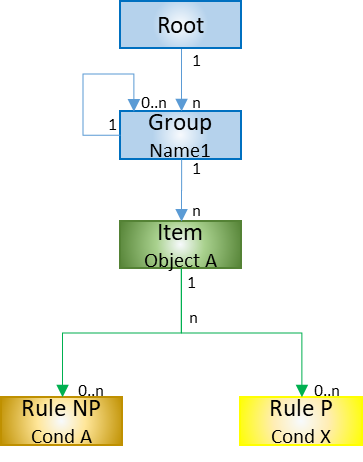 Root
1
0..n n
1
Group
Name1
1
n
Item
Object A
1
n
0..n 0..n
Rule NP
Cond A
Rule P
Cond X